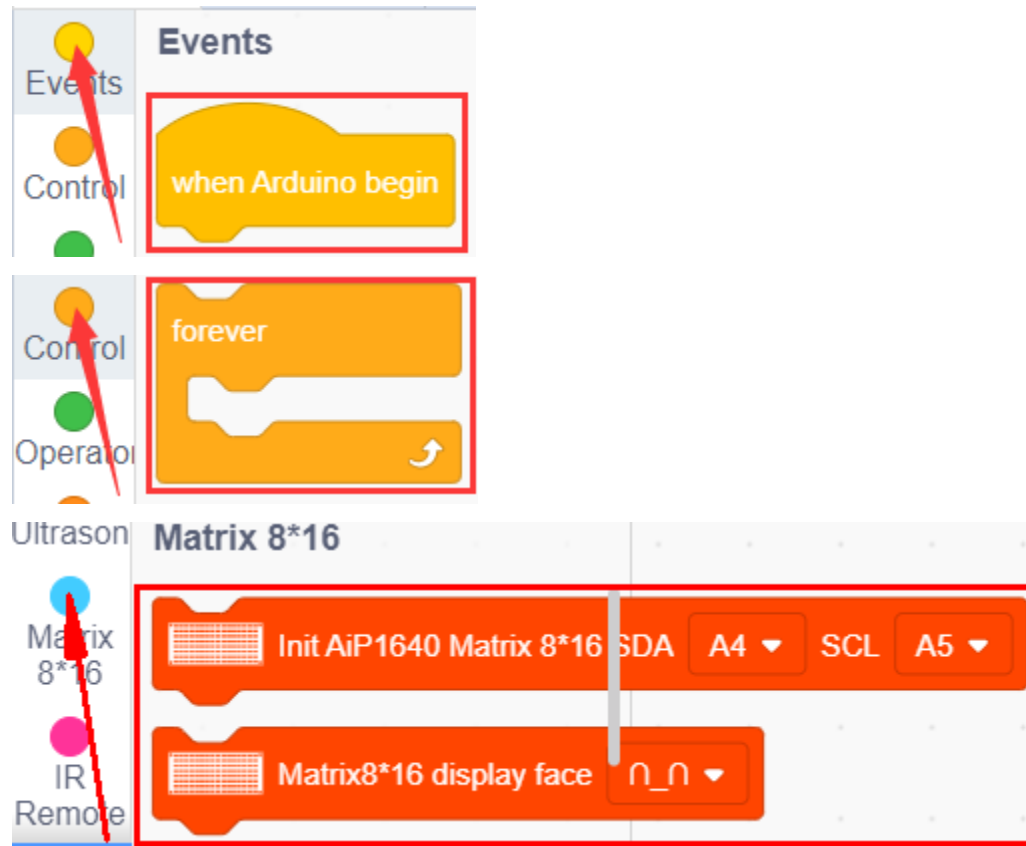 Events
Events
Control
when Arduino begin
Control
forever
Operator
Ultrason
Matrix 8*16
Matrix
8*16
Init AiP1640 Matrix 8*16 SDA A4 SCL A5
IR
Remote
Matrix8*16 display face ∩_∩